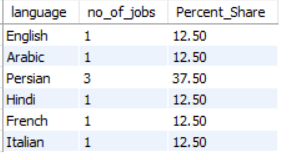 language no_of_jobs Percent_Share
English 1 12.50
Arabic 1 12.50
Persian 3 37.50
Hindi 1 12.50
French 1 12.50
Italian 1 12.50